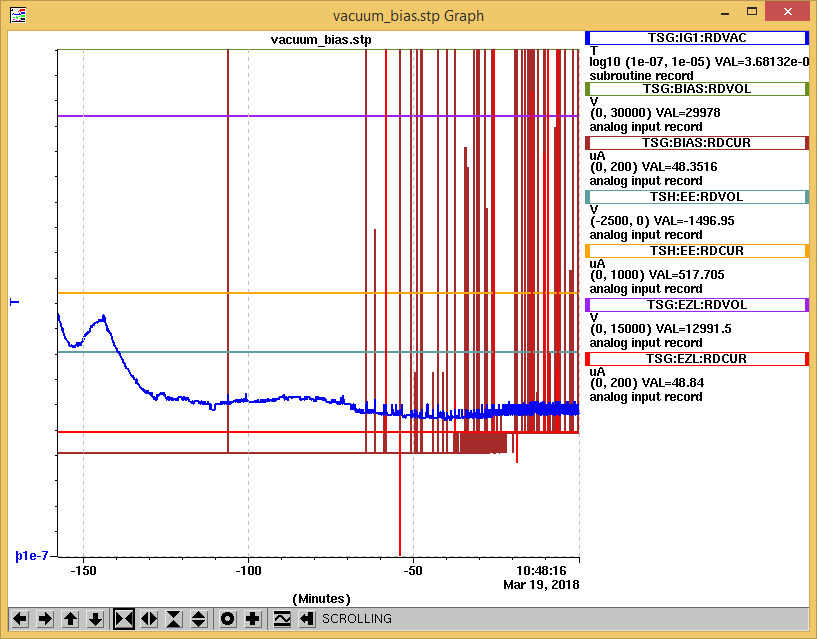 vacuum_bias.stp Graph
vacuum_bias.stp
T
1e-7
-150
-100
-50
10:48:16
Mar 19, 2018
(Minutes)
TSG:IG1:RDVAC
T
log10 (1e-07, 1e-05) VAL=3.68132e-0
subroutine record
TSG:BIAS:RDVOL
V
(0, 30000) VAL=29978
analog input record
TSG:BIAS:RDCUR
uA
(0, 200) VAL=48.3516
analog input record
TSH:EE:RDVOL
V
(-2500, 0) VAL=-1496.95
analog input record
TSH:EE:RDCUR
uA
(0, 1000) VAL=517.705
analog input record
TSG:EZL:RDVOL
V
(0, 15000) VAL=12991.5
analog input record
TSG:EZL:RDCUR
uA
(0, 200) VAL=48.84
analog input record
SCROLLING